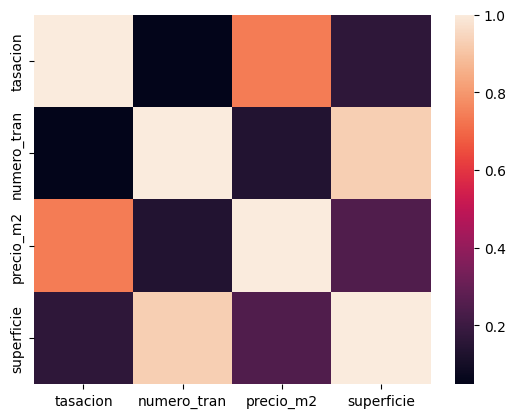 tasacion
numero_tran
precio_m2
superficie
tasacion
numero_tran
precio_m2
superficie
1.0
0.8
0.6
0.4
0.2